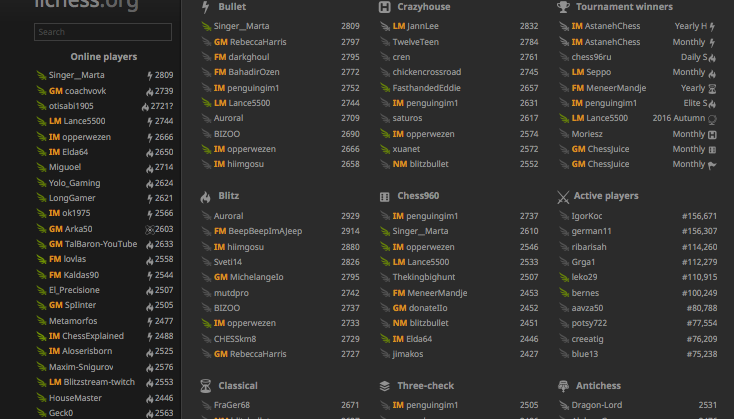 lichess.org
Search
Online players
Singer__Marta 2809
GM coachvovk 2739
otisabi1905 2721?
LM Lance5500 2744
IM opperwezen 2666
IM Elda64 2650
Miguoel 2714
Yolo_Gaming 2624
LongGamer 2621
IM ok1975 2566
GM Arka50 2603
GM TalBaron-YouTube 2633
FM lovlas 2558
FM Kaldas90 2544
El_Precisione 2507
GM Splinter 2505
Metamorfos 2477
IM ChessExplained 2488
IM Aloserisborn 2525
Maxim-Snigurov 2576
LM Blitzstream-twitch 2553
HouseMaster 2446
Geck0 2563
Bullet
Singer__Marta 2809
GM RebeccaHarris 2797
FM darkghoul 2795
FM BahadirOzen 2772
IM penguingim1 2752
LM Lance5500 2744
Auroral 2709
BIZOO 2690
IM opperwezen 2666
IM hiimgosu 2658
Crazyhouse
LM JannLee 2832
TwelveTeen 2784
cren 2761
chickencrossroad 2745
FasthandedEddie 2657
IM penguingim1 2631
saturos 2617
IM opperwezen 2574
xuanet 2572
NM blitzbullet 2552
Tournament winners
IM AstanehChess Yearly H
IM AstanehChess Monthly
chess96ru Daily S
LM Seppo Monthly
FM MeneerMandje Yearly
IM penguingim1 Elite S
LM Lance5500 2016 Autumn
Moriesz Monthly
GM ChessJuice Monthly
GM ChessJuice Monthly
Blitz
Auroral 2929
FM BeepBeepImAJeep 2914
IM hiimgosu 2880
Sveti14 2826
GM MichelangeIo 2795
mutdpro 2742
BIZOO 2737
IM opperwezen 2733
CHESSkm8 2729
GM RebeccaHarris 2727
Chess960
IM penguingim1 2737
Singer__Marta 2610
IM opperwezen 2546
LM Lance5500 2533
Thekingbighunt 2507
FM MeneerMandje 2453
GM donateIIo 2452
NM blitzbullet 2451
IM Elda64 2446
jimakos 2427
Active players
IgorKoc #156,671
german11 #156,307
ribarisah #114,260
Grga1 #112,279
leko29 #110,915
bernes #100,249
aavza50 #80,788
potsy722 #77,554
creeatig #76,209
blue13 #75,238
Classical
FraGer68 2671
Three-check
IM penguingim1 2505
Antichess
Dragon-Lord 2531